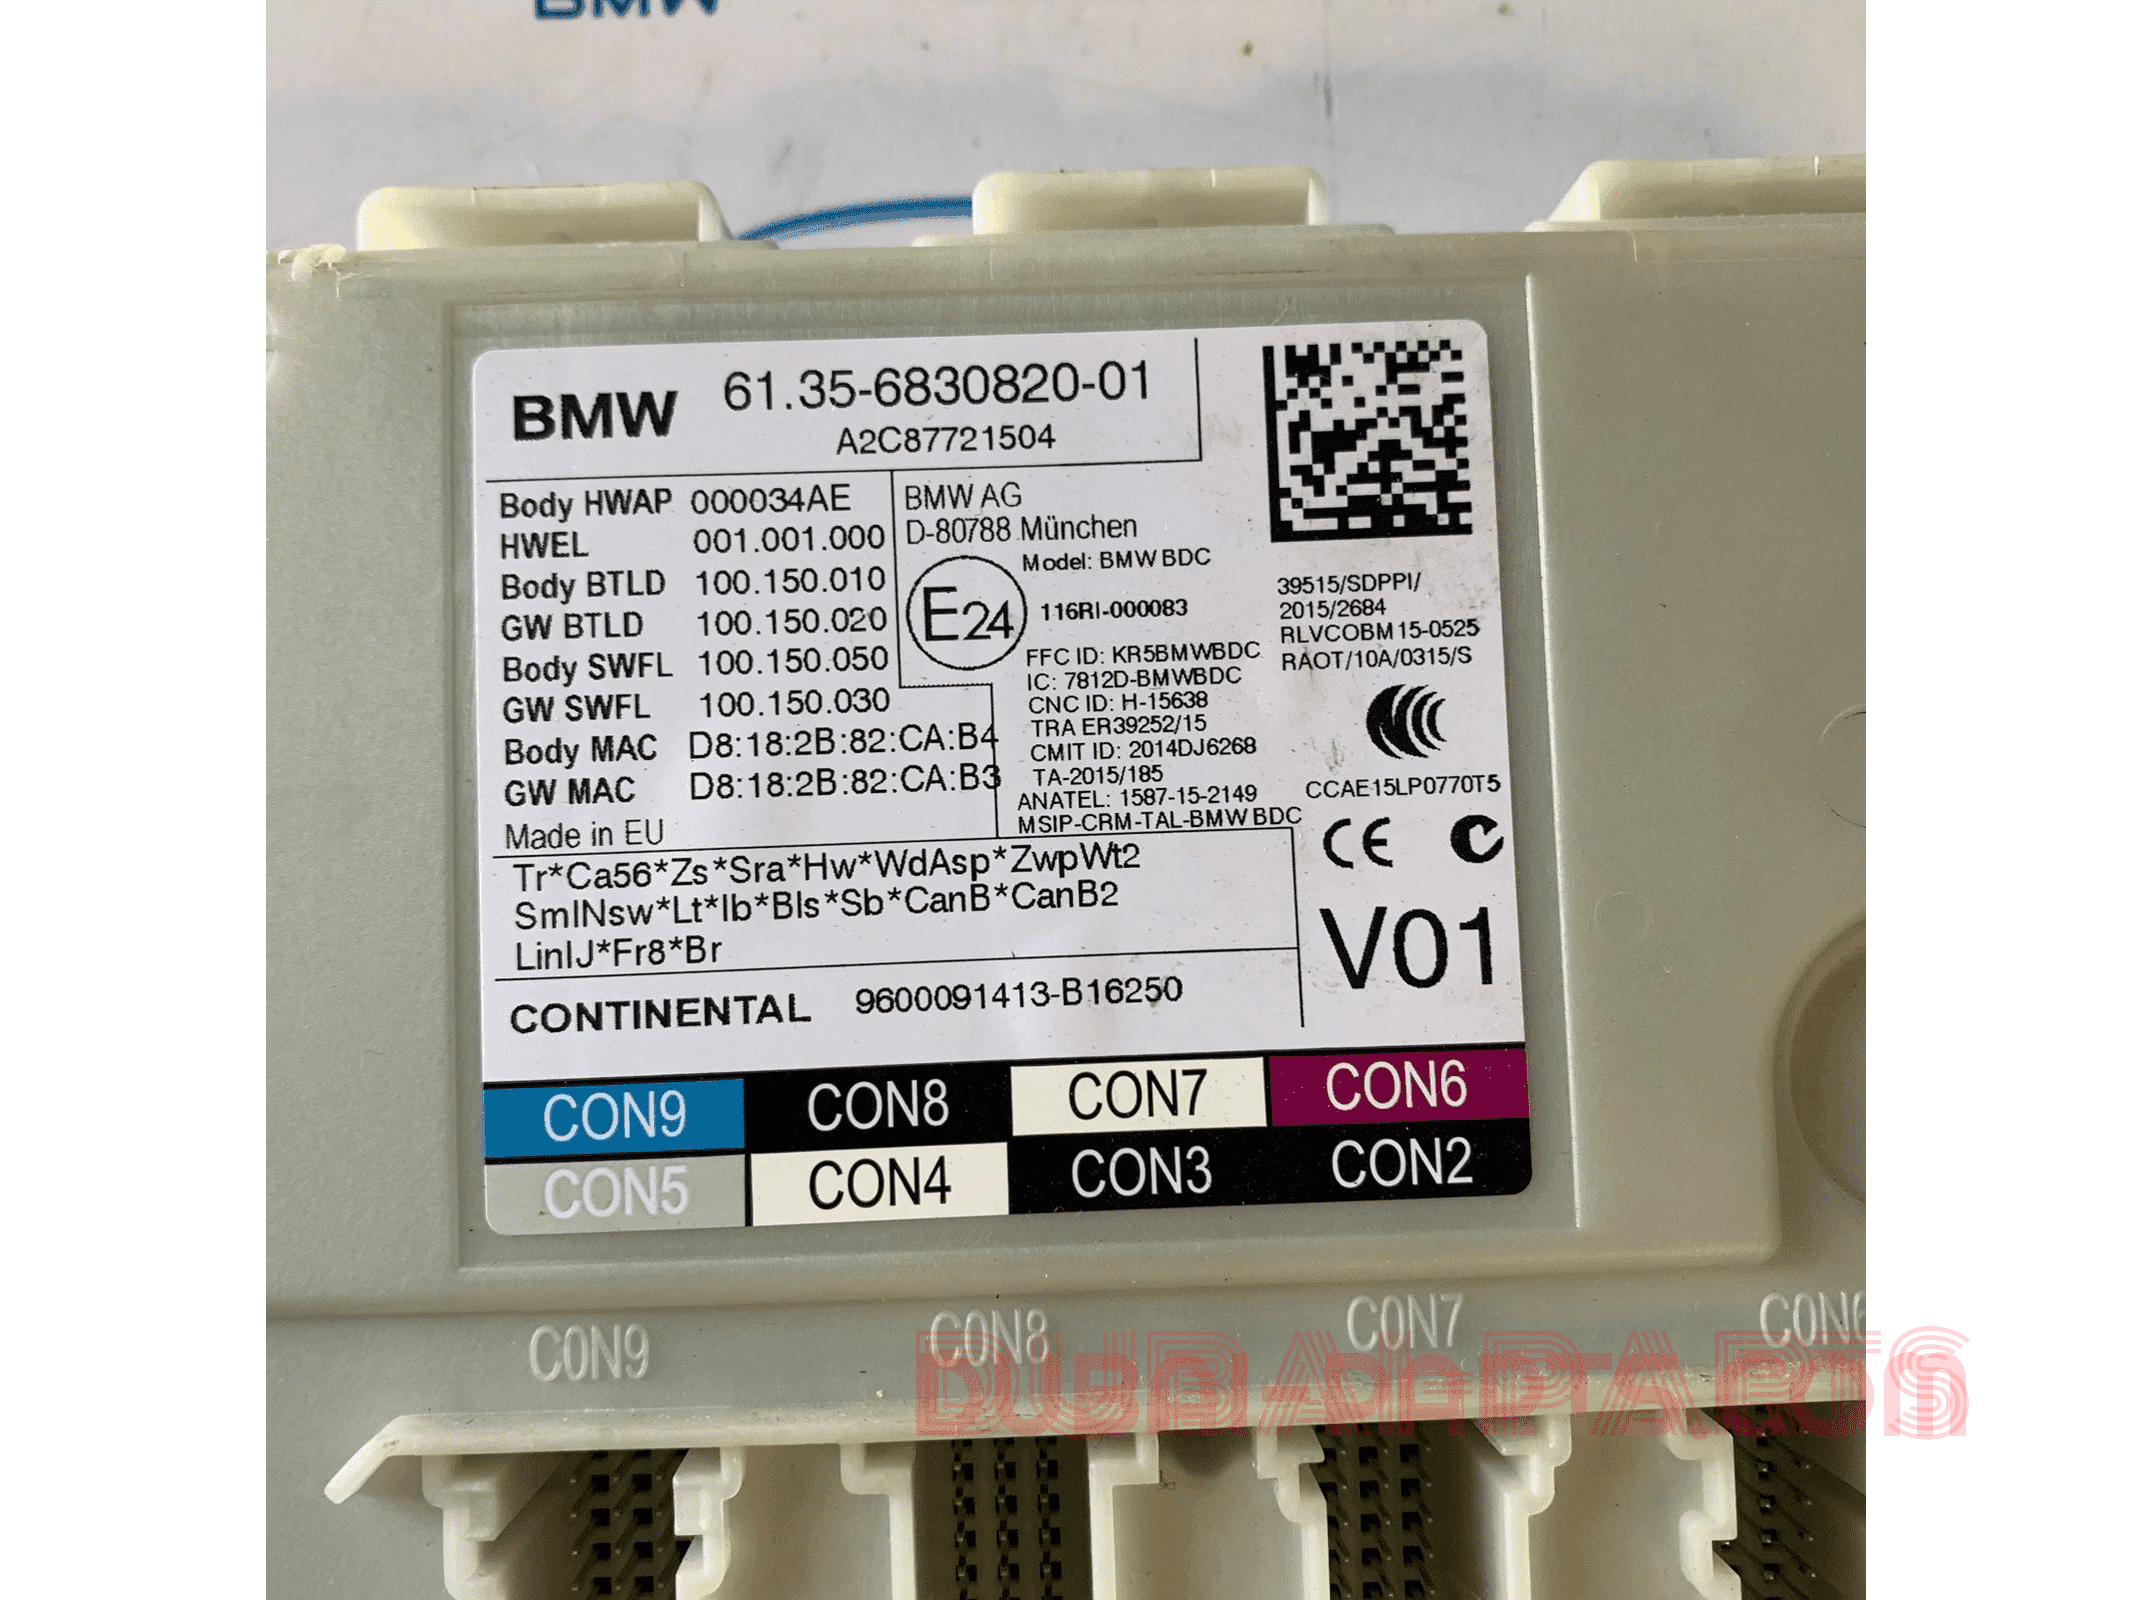 BMW
BMW 61.35-6830820-01
A2C87721504
Body HWAP 000034AE
HWEL 001.001.000
Body BTLD 100.150.010
GW BTLD 100.150.020
Body SWFL 100.150.050
GW SWFL 100.150.030
Body MAC D8:18:2B:82:CA:B4
GW MAC D8:18:2B:82:CA:B3
Made in EU
BMW AG
D-80788 München
Model: BMW BDC
E24 116RI-000083
FFC ID: KR5BMWBDC
IC: 7812D-BMWBDC
CNC ID: H-15638
TRA ER39252/15
CMIT ID: 2014DJ6268
TA-2015/185
ANATEL: 1587-15-2149
MSIP-CRM-TAL-BMW BDC
39515/SDPPI/
2015/2684
RLVCOBM15-0525
RAOT/10A/0315/S
CCAE15LP0770T5
CE
V01
Tr*Ca56*Zs*Sra*Hw*WdAsp*ZwpWt2
SmlNsw*Lt*Ib*Bls*Sb*CanB*CanB2
LinIJ*Fr8*Br
CONTINENTAL 9600091413-B16250
CON9 CON8 CON7 CON6
CON5 CON4 CON3 CON2
CON9 CON8 CON7 CON6